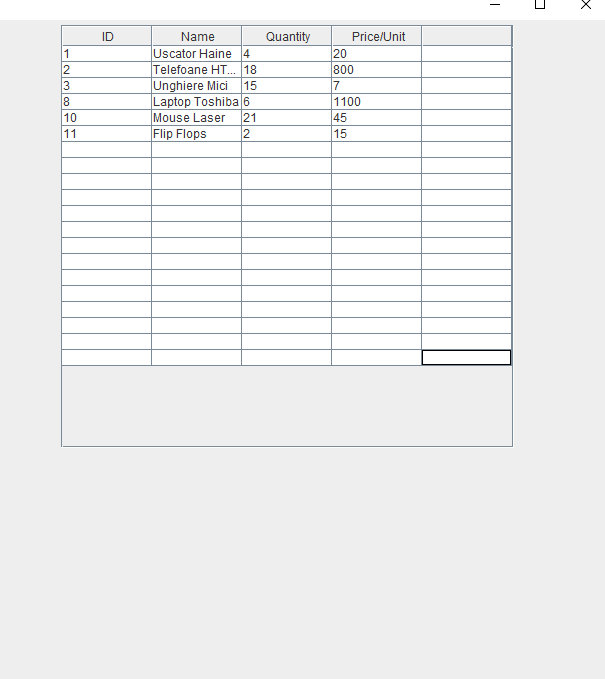 ID Name Quantity Price/Unit
1 Uscator Haine 4 20
2 Telefoane HT... 18 800
3 Unghiere Mici 15 7
8 Laptop Toshiba 6 1100
10 Mouse Laser 21 45
11 Flip Flops 2 15